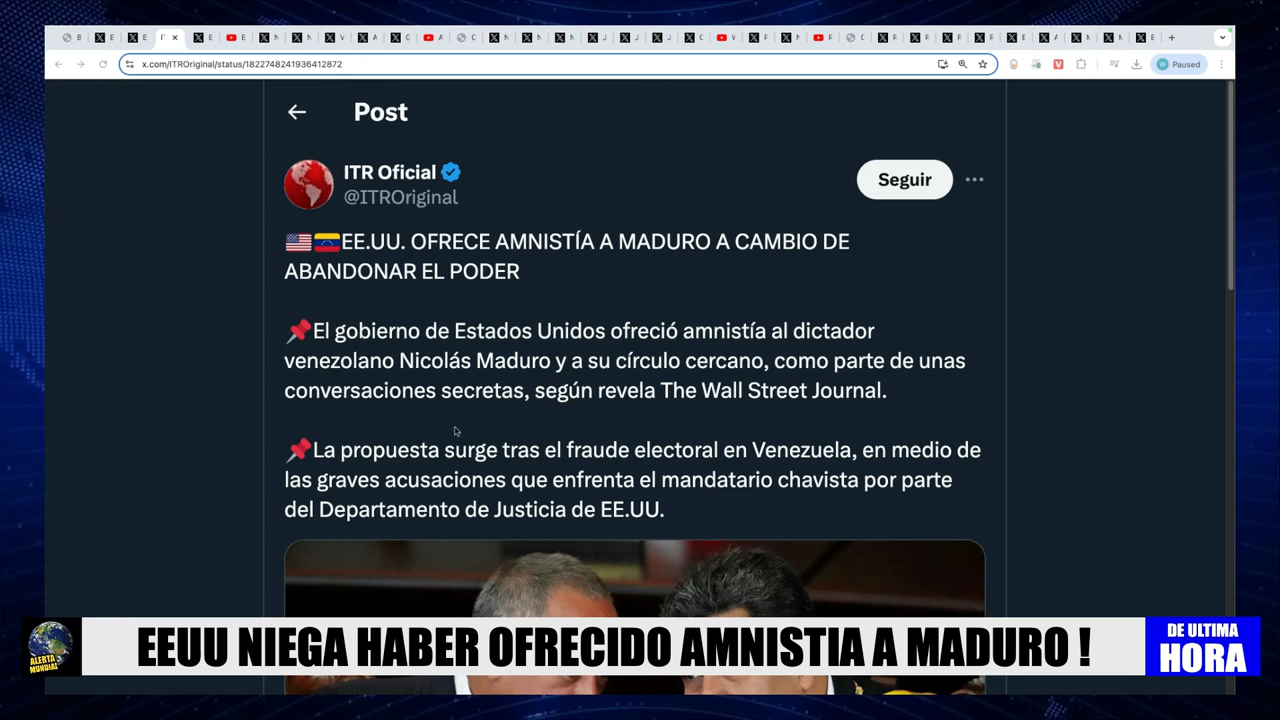 x.com/ITROriginal/status/1822748241936412872
Paused
Post
ITR Oficial
@ITROriginal
Seguir
EE.UU. OFRECE AMNISTÍA A MADURO A CAMBIO DE
ABANDONAR EL PODER
El gobierno de Estados Unidos ofreció amnistía al dictador
venezolano Nicolás Maduro y a su círculo cercano, como parte de unas
conversaciones secretas, según revela The Wall Street Journal.
La propuesta surge tras el fraude electoral en Venezuela, en medio de
las graves acusaciones que enfrenta el mandatario chavista por parte
del Departamento de Justicia de EE.UU.
ALERTA
MUNDIAL
EEUU NIEGA HABER OFRECIDO AMNISTIA A MADURO !
DE ULTIMA
HORA